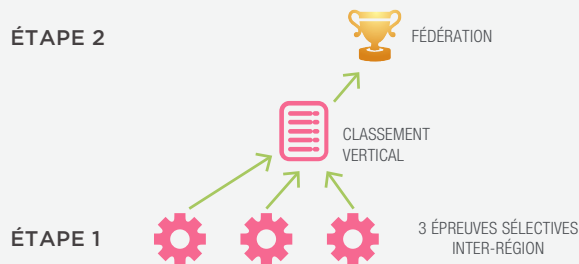 ÉTAPE 2
FÉDÉRATION
CLASSEMENT
VERTICAL
ÉTAPE 1
3 ÉPREUVES SÉLECTIVES
INTER-RÉGION